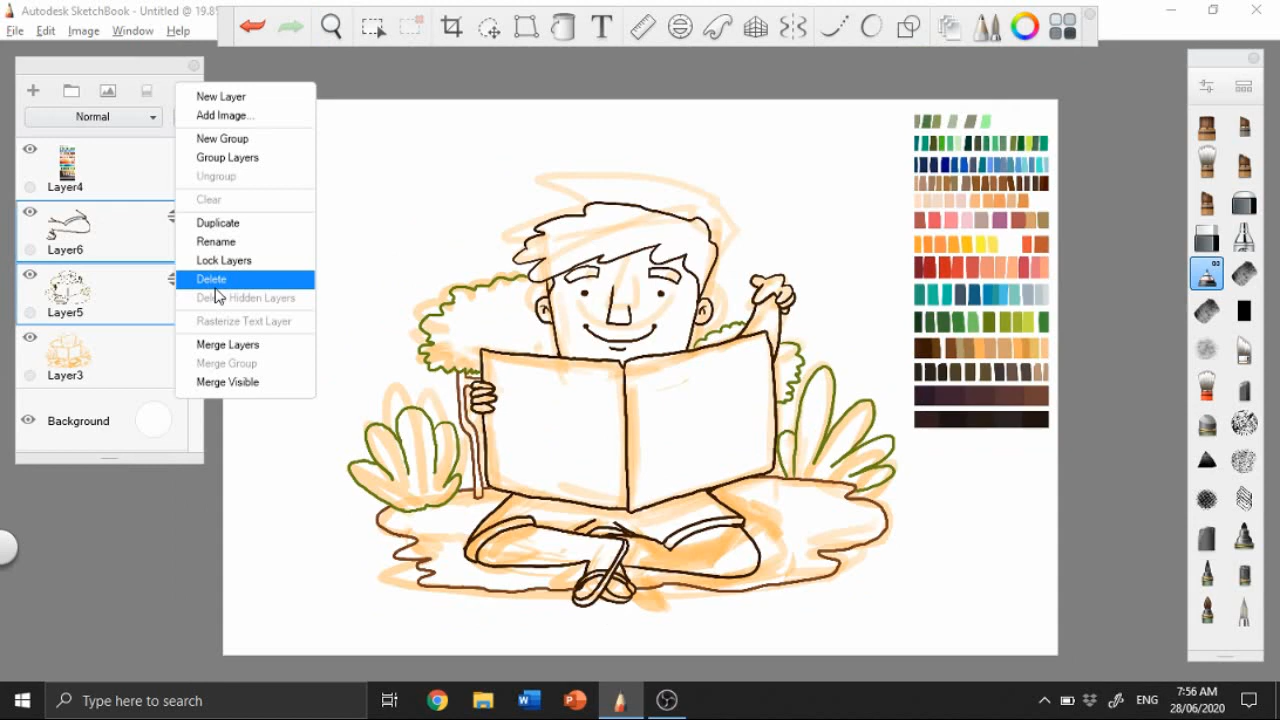 Autodesk SketchBook - Untitled @ 19.8
File Edit Image Window Help
T
Normal
Layer4
Layer6
Layer5
Layer3
Background
New Layer
Add Image...
New Group
Group Layers
Ungroup
Clear
Duplicate
Rename
Lock Layers
Delete
Delete Hidden Layers
Rasterize Text Layer
Merge Layers
Merge Group
Merge Visible
Type here to search
ENG
7:56 AM
28/06/2020